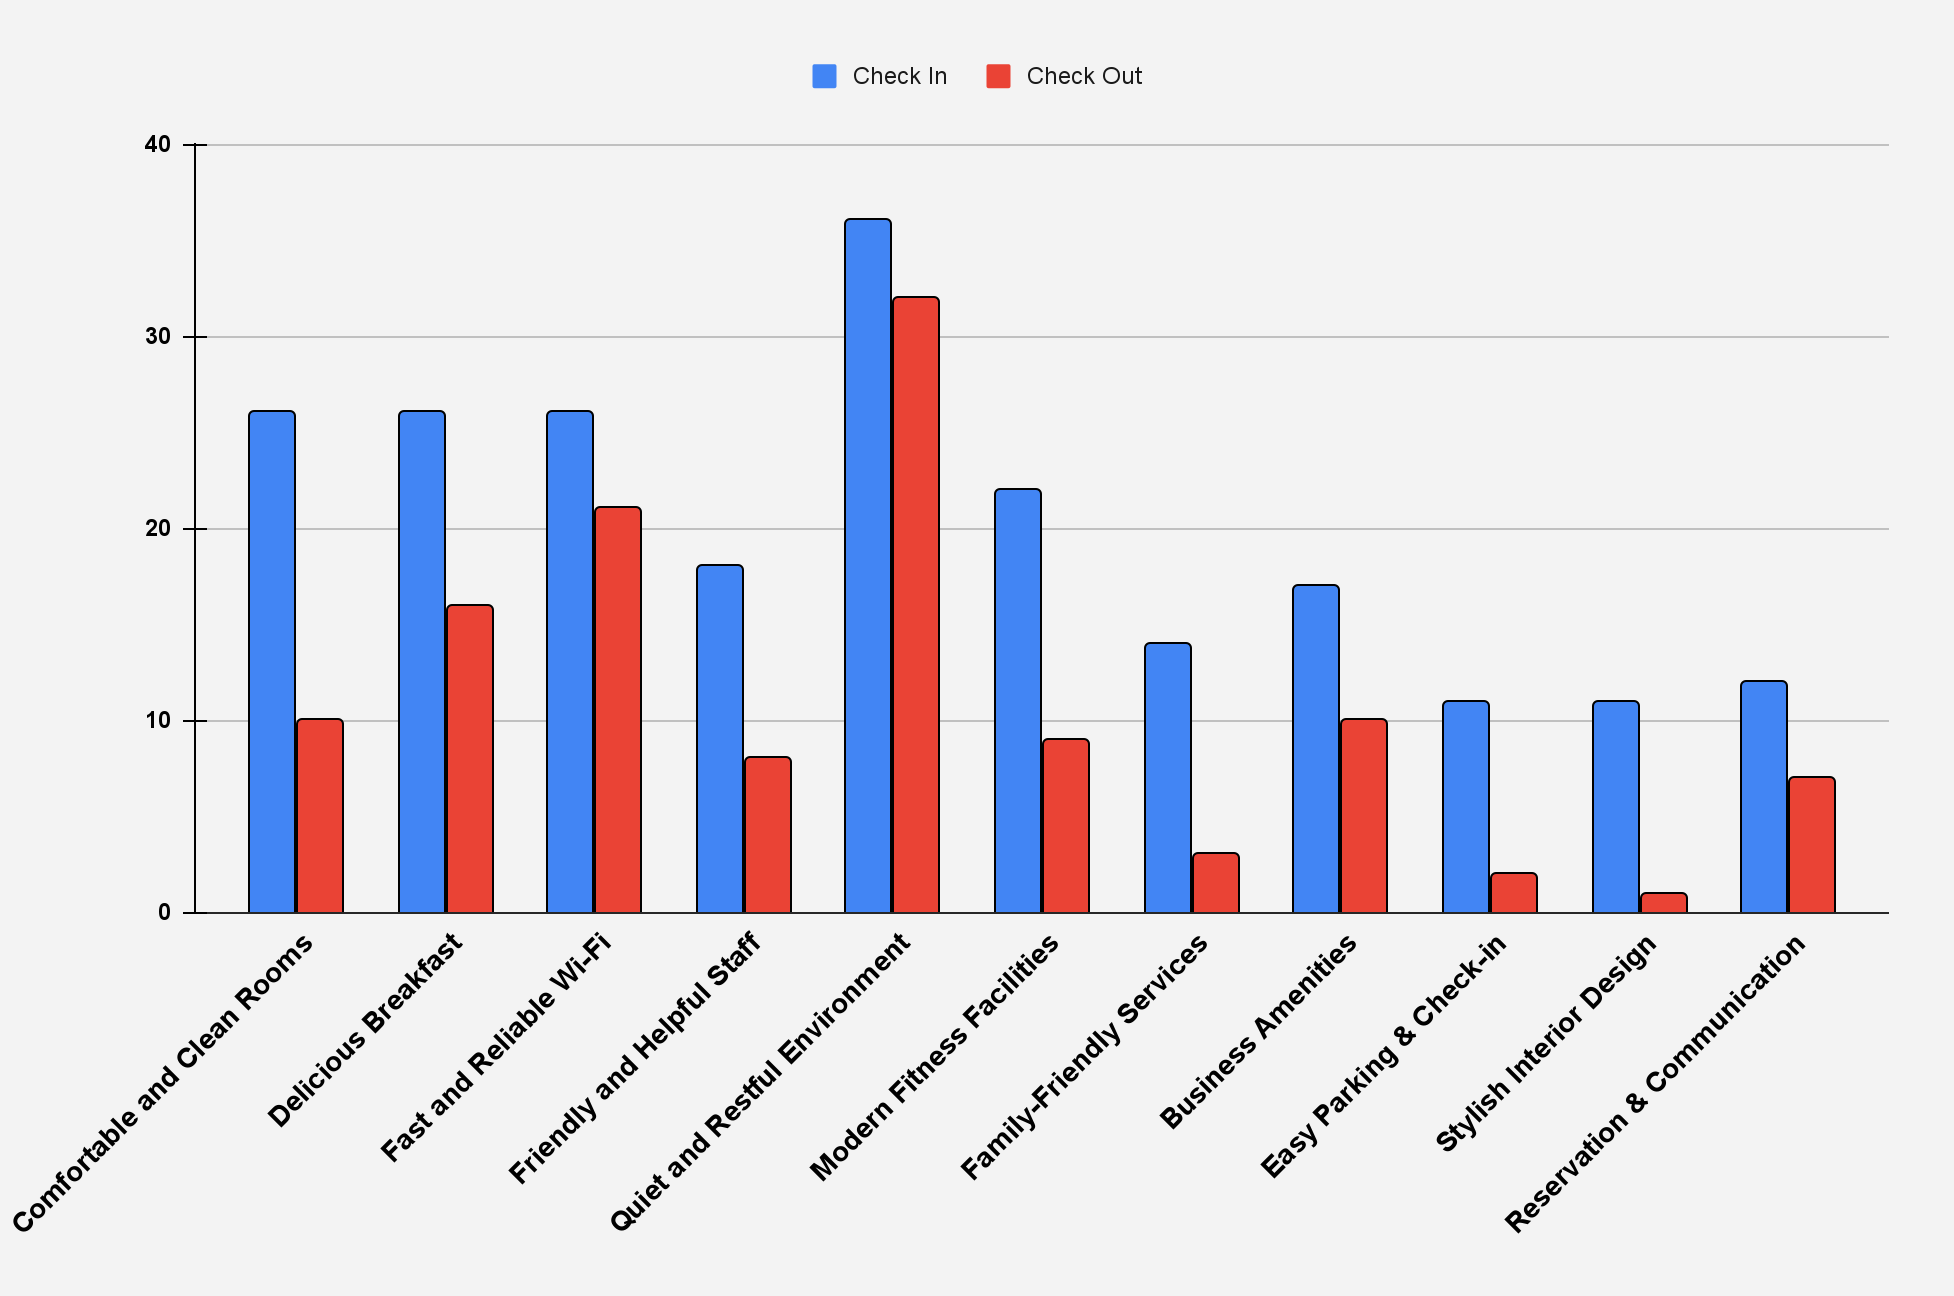 Check In
Check Out
40
30
20
10
0
Comfortable and Clean Rooms
Delicious Breakfast
Fast and Reliable Wi-Fi
Friendly and Helpful Staff
Quiet and Restful Environment
Modern Fitness Facilities
Family-Friendly Services
Business Amenities
Easy Parking & Check-in
Stylish Interior Design
Reservation & Communication